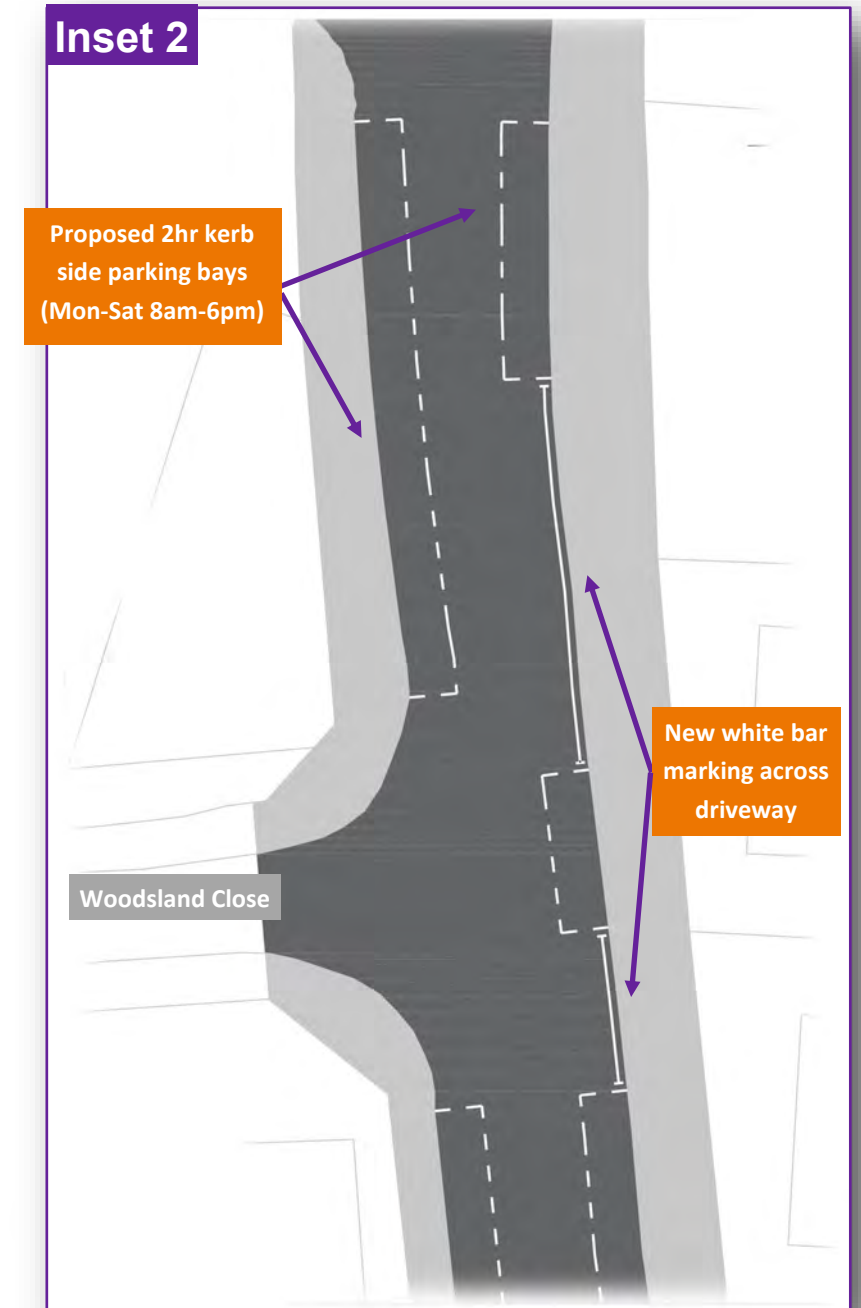 Inset 2
Proposed 2hr kerb
side parking bays
(Mon-Sat 8am-6pm)
New white bar
marking across
driveway
Woodsland Close